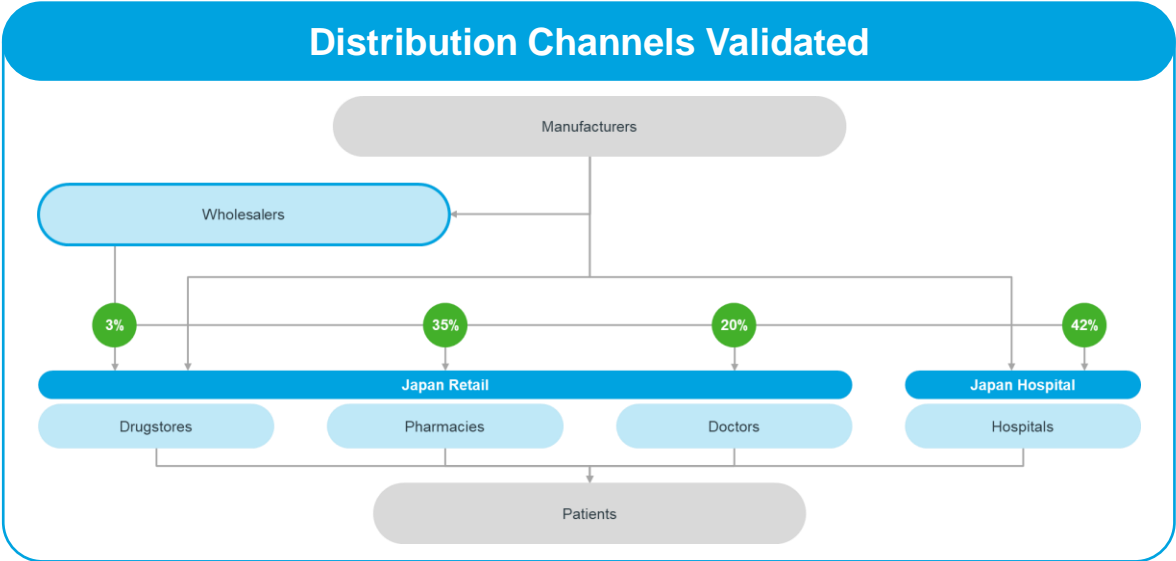 Distribution Channels Validated
Manufacturers
Wholesalers
3%
35%
20%
42%
Japan Retail
Japan Hospital
Drugstores
Pharmacies
Doctors
Hospitals
Patients